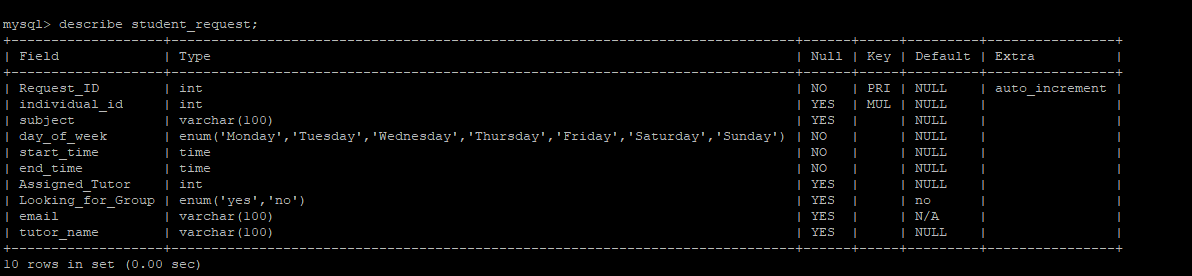 mysql> describe student_request;
+------------------+------------------------------------------------------------------------------+------+-----+---------+----------------+
| Field | Type | Null | Key | Default | Extra |
+------------------+------------------------------------------------------------------------------+------+-----+---------+----------------+
| Request_ID | int | NO | PRI | NULL | auto_increment |
| individual_id | int | YES | MUL | NULL | |
| subject | varchar(100) | YES | | NULL | |
| day_of_week | enum('Monday','Tuesday','Wednesday','Thursday','Friday','Saturday','Sunday') | NO | | NULL | |
| start_time | time | NO | | NULL | |
| end_time | time | NO | | NULL | |
| Assigned_Tutor | int | YES | | NULL | |
| Looking_for_Group | enum('yes','no') | YES | | no | |
| email | varchar(100) | YES | | N/A | |
| tutor_name | varchar(100) | YES | | NULL | |
+------------------+------------------------------------------------------------------------------+------+-----+---------+----------------+
10 rows in set (0.00 sec)